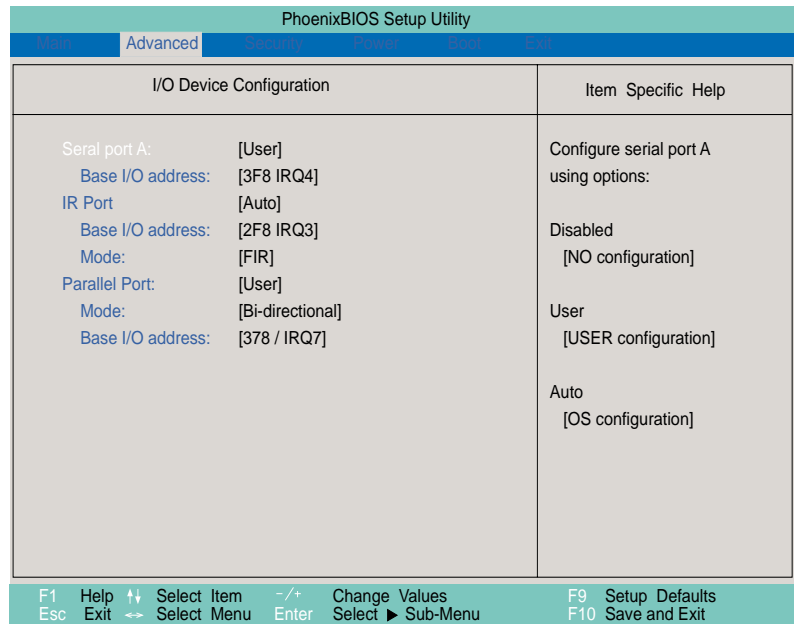 PhoenixBIOS Setup Utility
Main Advanced Security Power Boot Exit
I/O Device Configuration
Item Specific Help
Seral port A: [User]
Base I/O address: [3F8 IRQ4]
IR Port [Auto]
Base I/O address: [2F8 IRQ3]
Mode: [FIR]
Parallel Port: [User]
Mode: [Bi-directional]
Base I/O address: [378 / IRQ7]
Configure serial port A
using options:
Disabled
[NO configuration]
User
[USER configuration]
Auto
[OS configuration]
F1 Help ↑↓ Select Item -/+ Change Values F9 Setup Defaults
Esc Exit ↔ Select Menu Enter Select ▶ Sub-Menu F10 Save and Exit